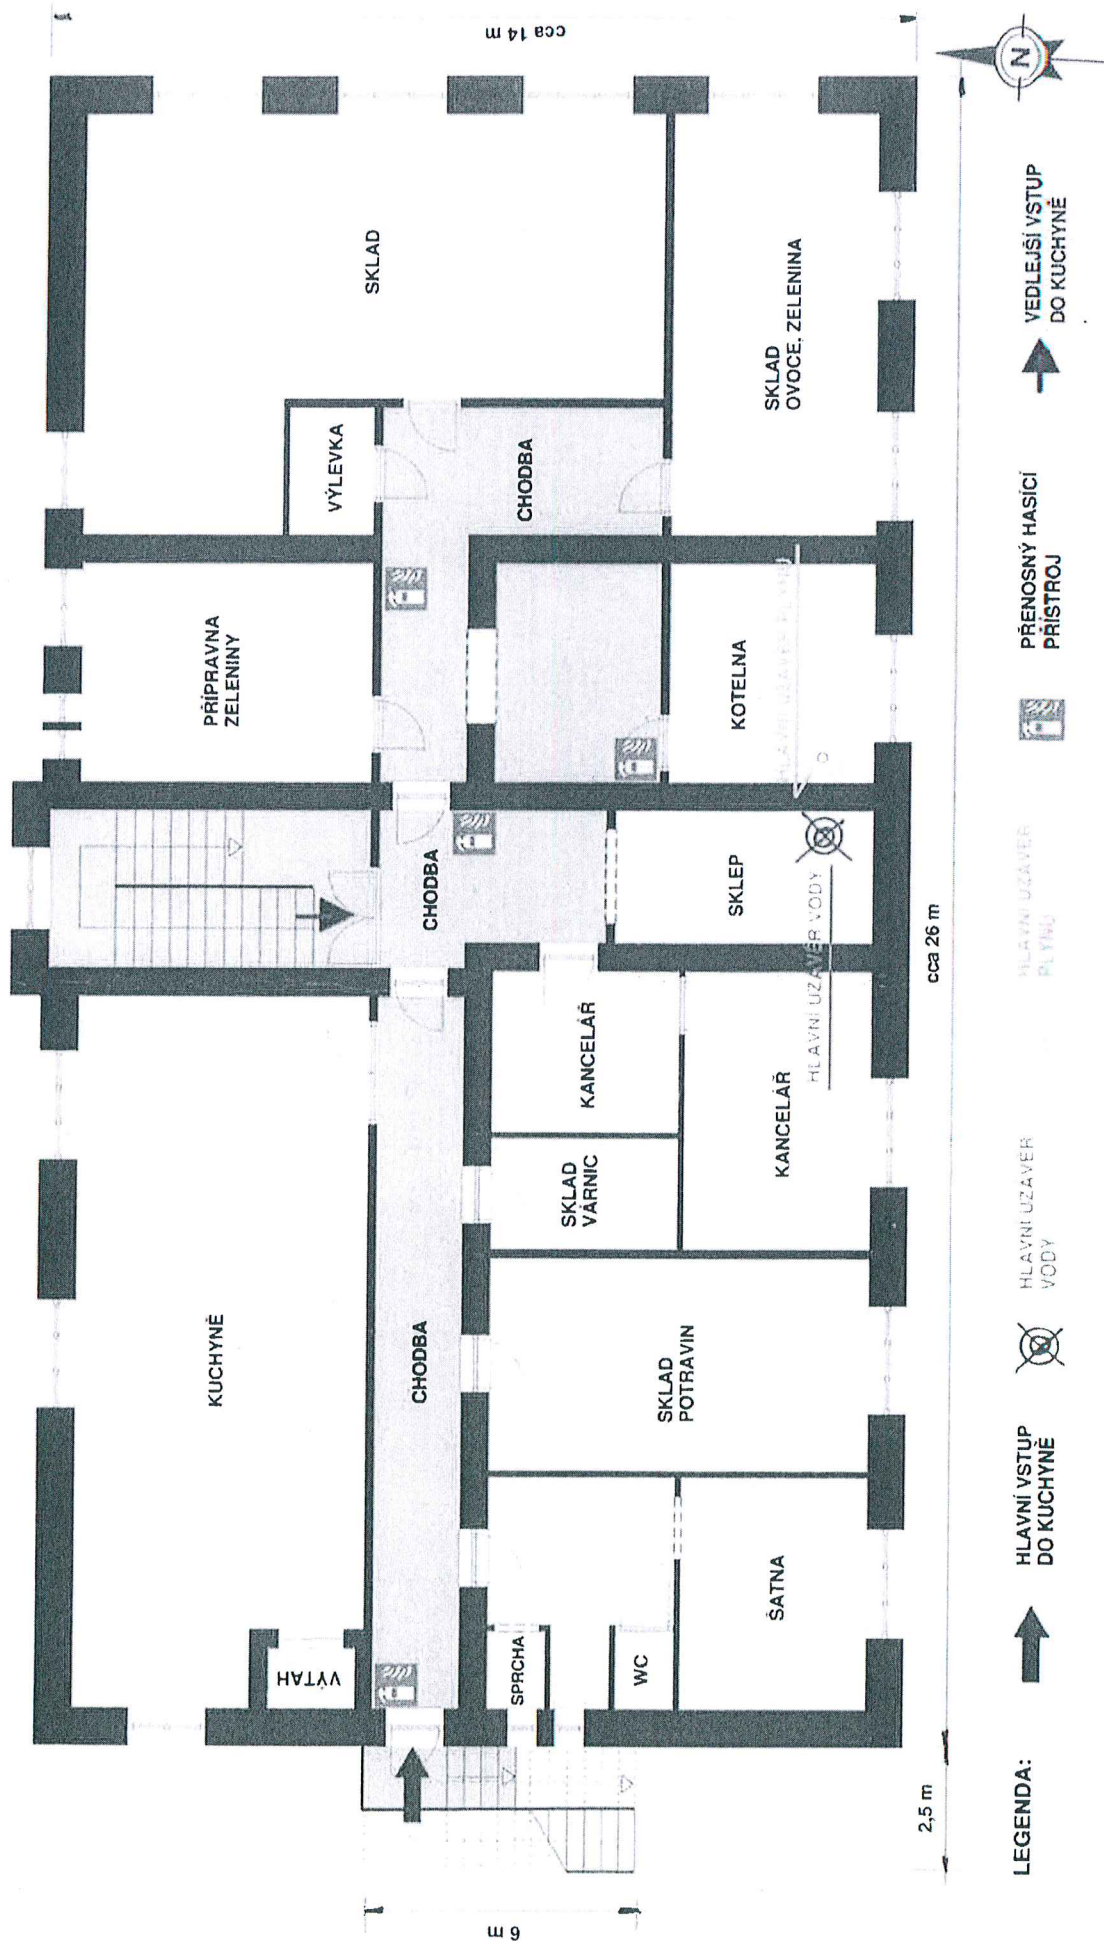 cca 14 m
SKLAD
VÝLEVKA
CHODBA
SKLAD
OVOCE, ZELENINA
PŘÍPRAVNA
ZELENINY
KOTELNA
HLAVNÍ UZÁVĚR PLYNU
CHODBA
SKLEP
HLAVNÍ UZÁVĚR VODY
KUCHYNĚ
CHODBA
KANCELÁŘ
KANCELÁŘ
SKLAD
VÁRNIC
SKLAD
POTRAVIN
VÝTAH
SPRCHA
WC
ŠATNA
cca 26 m
2,5 m
6 m
N
LEGENDA:
HLAVNÍ VSTUP
DO KUCHYNĚ
HLAVNÍ UZÁVĚR
VODY
HLAVNÍ UZÁVĚR
PLYNU
PŘENOSNÝ HASÍCÍ
PŘÍSTROJ
VEDLEJŠÍ VSTUP
DO KUCHYNĚ